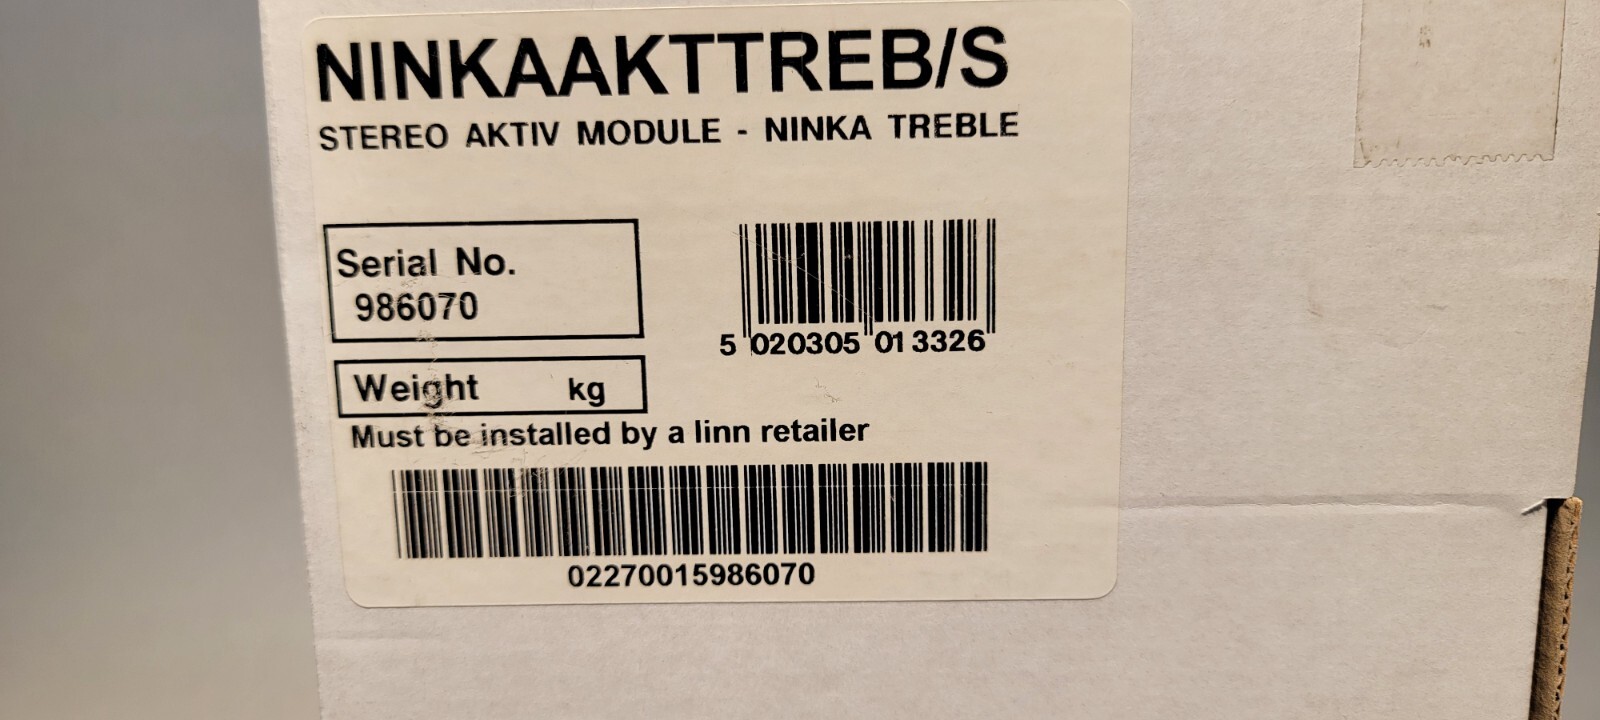 NINKAAKTTREB/S
STEREO AKTIV MODULE - NINKA TREBLE
Serial No.
986070
5 020305 013326
Weight kg
Must be installed by a linn retailer
02270015986070